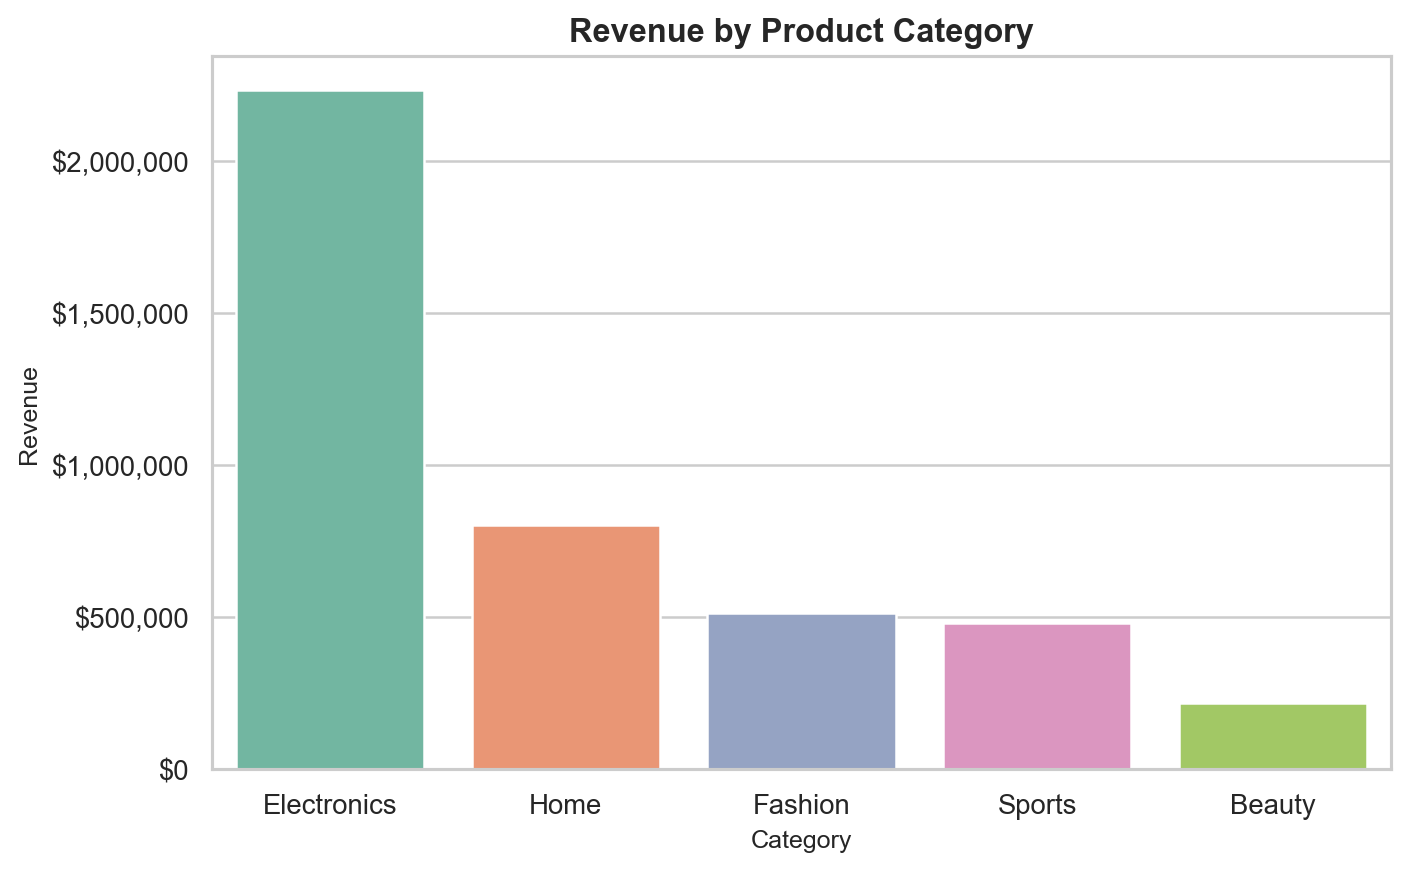 Revenue by Product Category
Revenue
$2,000,000
$1,500,000
$1,000,000
$500,000
$0
Electronics
Home
Fashion
Sports
Beauty
Category